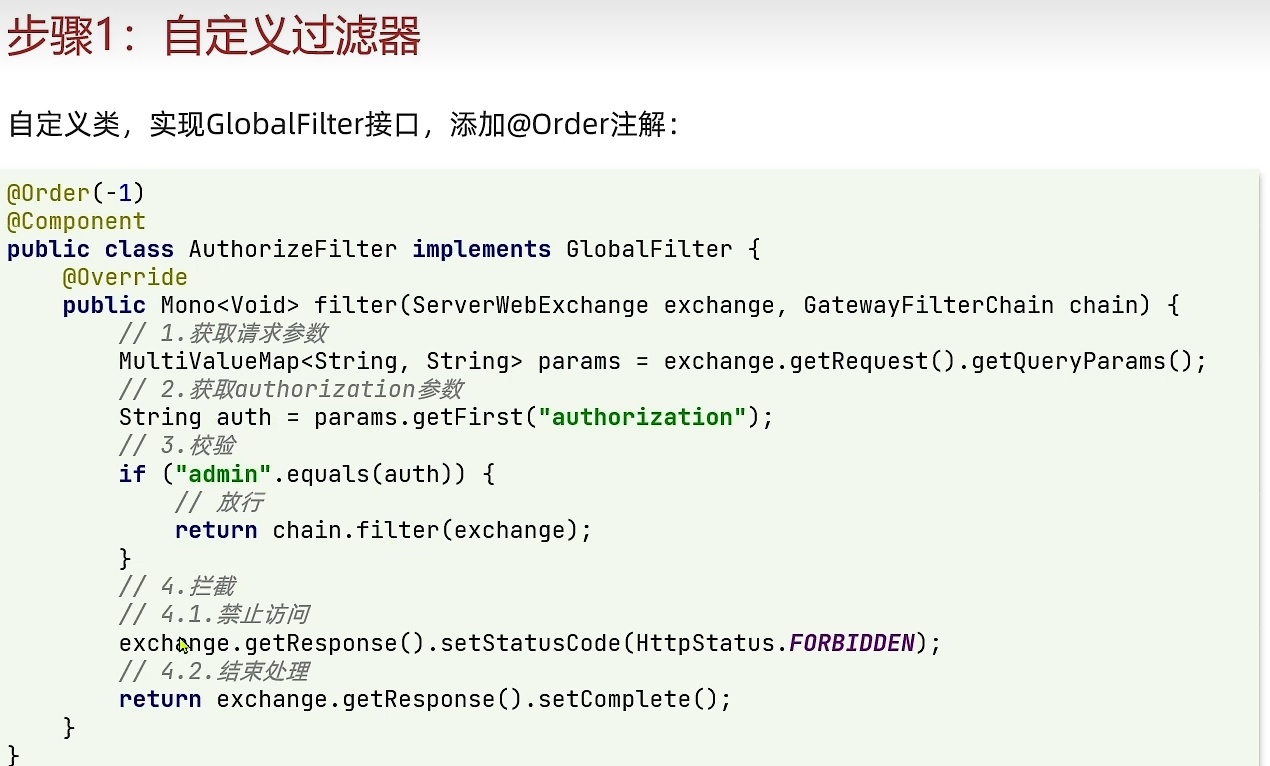 步骤1：自定义过滤器
自定义类，实现GlobalFilter接口，添加@Order注解：
@Order(-1)
@Component
public class AuthorizeFilter implements GlobalFilter {
    @Override
    public Mono<Void> filter(ServerWebExchange exchange, GatewayFilterChain chain) {
        // 1.获取请求参数
        MultiValueMap<String, String> params = exchange.getRequest().getQueryParams();
        // 2.获取authorization参数
        String auth = params.getFirst("authorization");
        // 3.校验
        if ("admin".equals(auth)) {
            // 放行
            return chain.filter(exchange);
        }
        // 4.拦截
        // 4.1.禁止访问
        exchange.getResponse().setStatusCode(HttpStatus.FORBIDDEN);
        // 4.2.结束处理
        return exchange.getResponse().setComplete();
    }
}